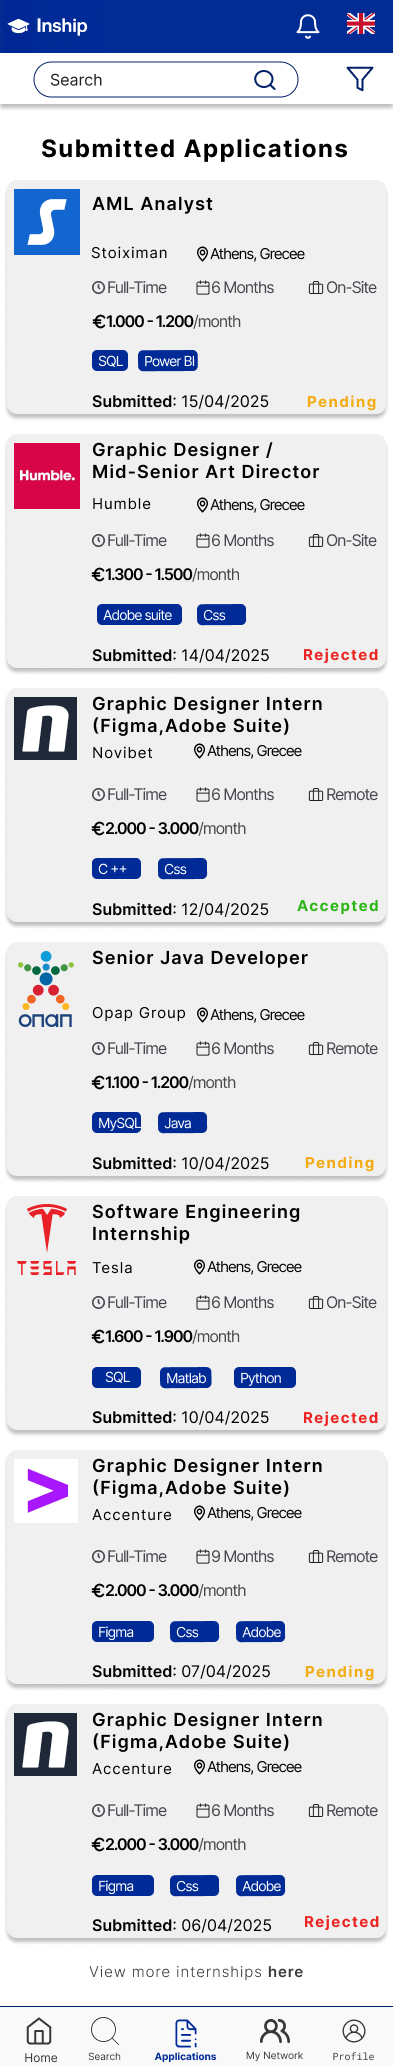 Inship
Search
Submitted Applications
AML Analyst
Stoiximan Athens, Grecee
Full-Time 6 Months On-Site
€1.000 - 1.200/month
SQL Power BI
Submitted: 15/04/2025 Pending
Humble.
Graphic Designer /
Mid-Senior Art Director
Humble Athens, Grecee
Full-Time 6 Months On-Site
€1.300 - 1.500/month
Adobe suite Css
Submitted: 14/04/2025 Rejected
n
Graphic Designer Intern
(Figma,Adobe Suite)
Novibet Athens, Grecee
Full-Time 6 Months Remote
€2.000 - 3.000/month
C ++ Css
Submitted: 12/04/2025 Accepted
οπαπ
Senior Java Developer
Opap Group Athens, Grecee
Full-Time 6 Months Remote
€1.100 - 1.200/month
MySQL Java
Submitted: 10/04/2025 Pending
TESLA
Software Engineering
Internship
Tesla Athens, Grecee
Full-Time 6 Months On-Site
€1.600 - 1.900/month
SQL Matlab Python
Submitted: 10/04/2025 Rejected
Graphic Designer Intern
(Figma,Adobe Suite)
Accenture Athens, Grecee
Full-Time 9 Months Remote
€2.000 - 3.000/month
Figma Css Adobe
Submitted: 07/04/2025 Pending
n
Graphic Designer Intern
(Figma,Adobe Suite)
Accenture Athens, Grecee
Full-Time 6 Months Remote
€2.000 - 3.000/month
Figma Css Adobe
Submitted: 06/04/2025 Rejected
View more internships here
Home Search Applications My Network Profile